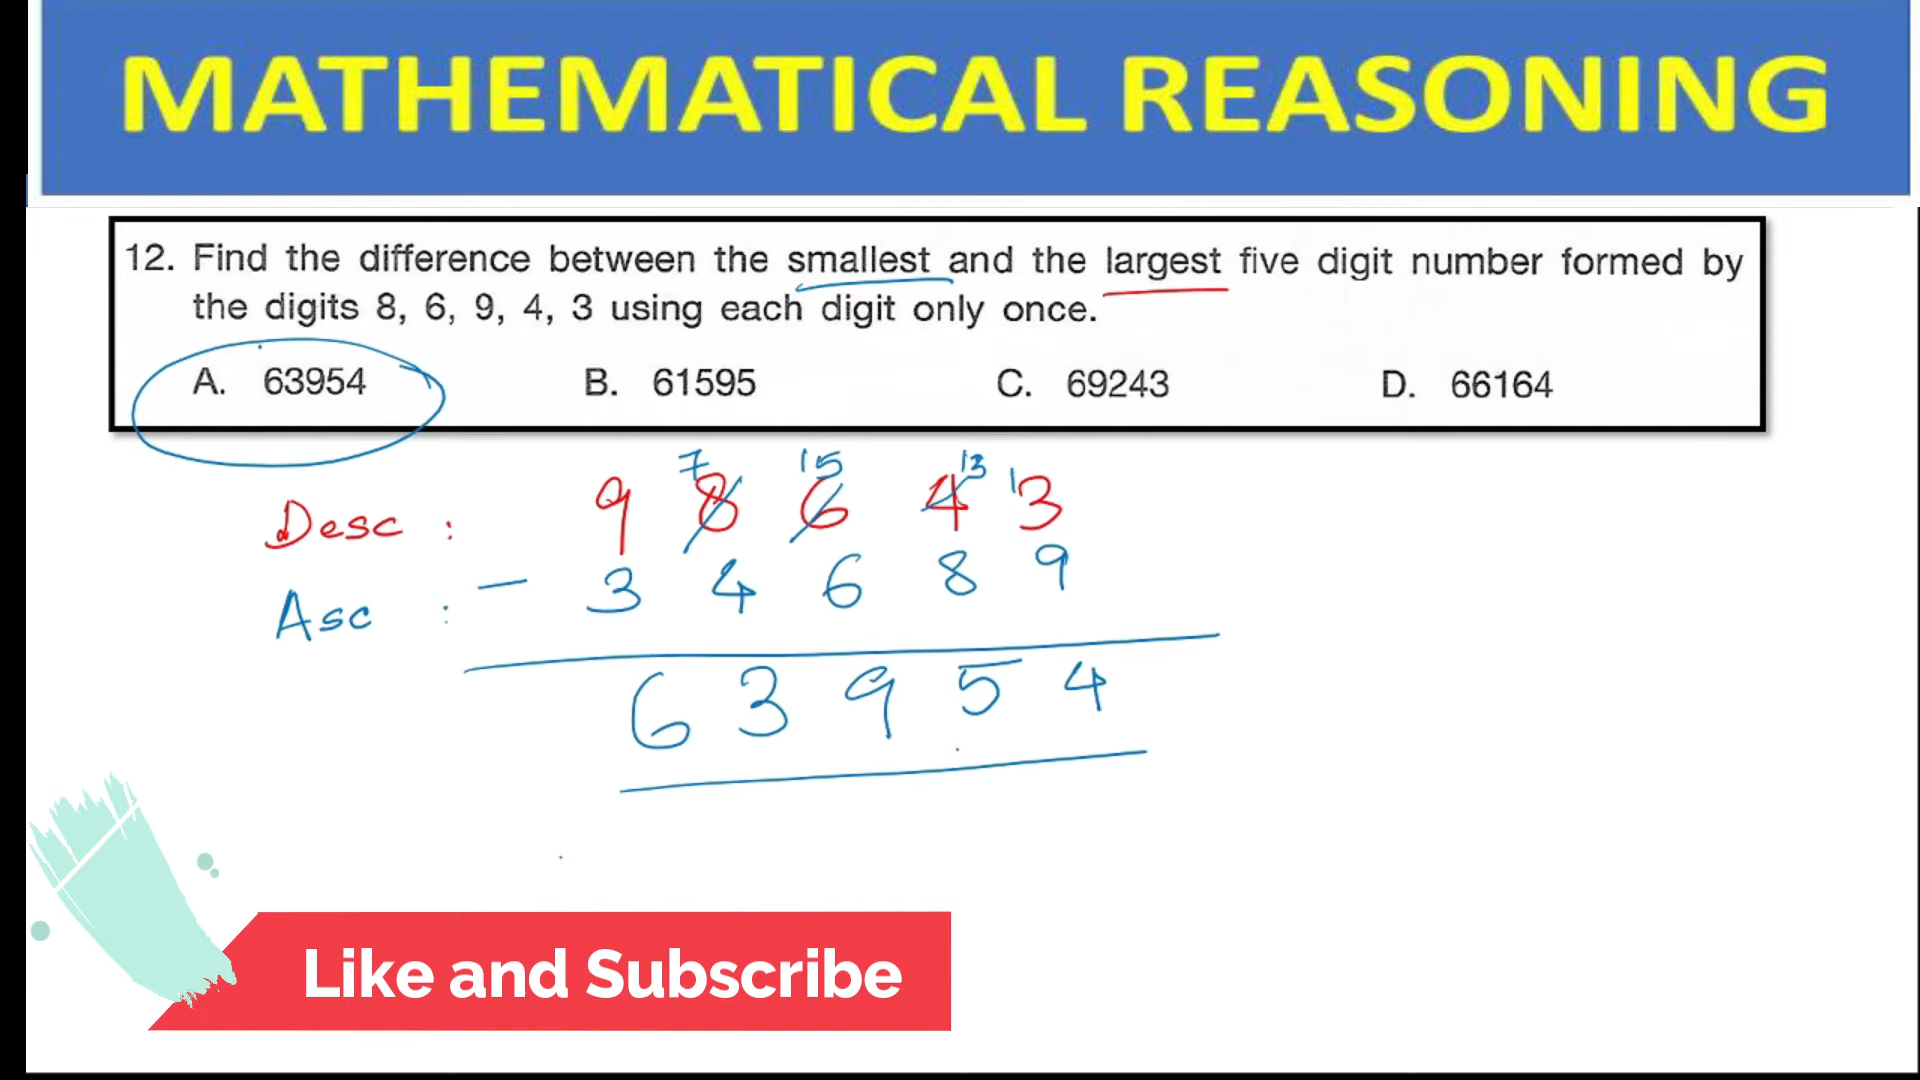 MATHEMATICAL REASONING
12. Find the difference between the smallest and the largest five digit number formed by
the digits 8, 6, 9, 4, 3 using each digit only once.
A. 63954 B. 61595 C. 69243 D. 66164
7 15 13 1
Desc : 9 8 6 4 3
Asc : - 3 4 6 8 9
6 3 9 5 4
Like and Subscribe